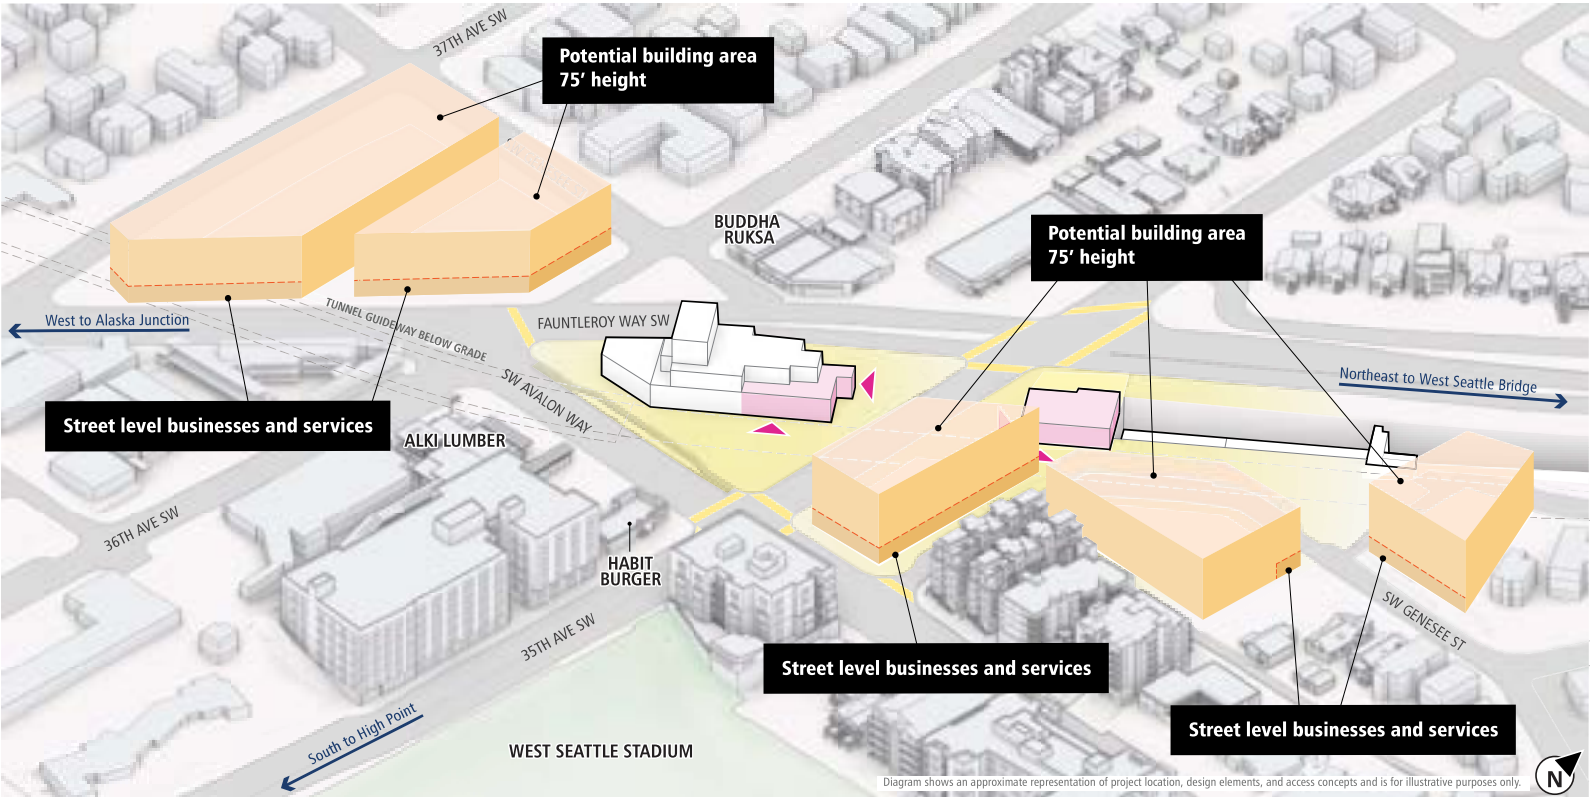 37TH AVE SW
Potential building area
75’ height
BUDDHA
RUKSA
Potential building area
75’ height
West to Alaska Junction
TUNNEL GUIDEWAY BELOW GRADE
FAUNTLEROY WAY SW
SW AVALON WAY
Northeast to West Seattle Bridge
Street level businesses and services
ALKI LUMBER
36TH AVE SW
HABIT
BURGER
35TH AVE SW
SW GENESEE ST
Street level businesses and services
South to High Point
WEST SEATTLE STADIUM
Street level businesses and services
Diagram shows an approximate representation of project location, design elements, and access concepts and is for illustrative purposes only.
N